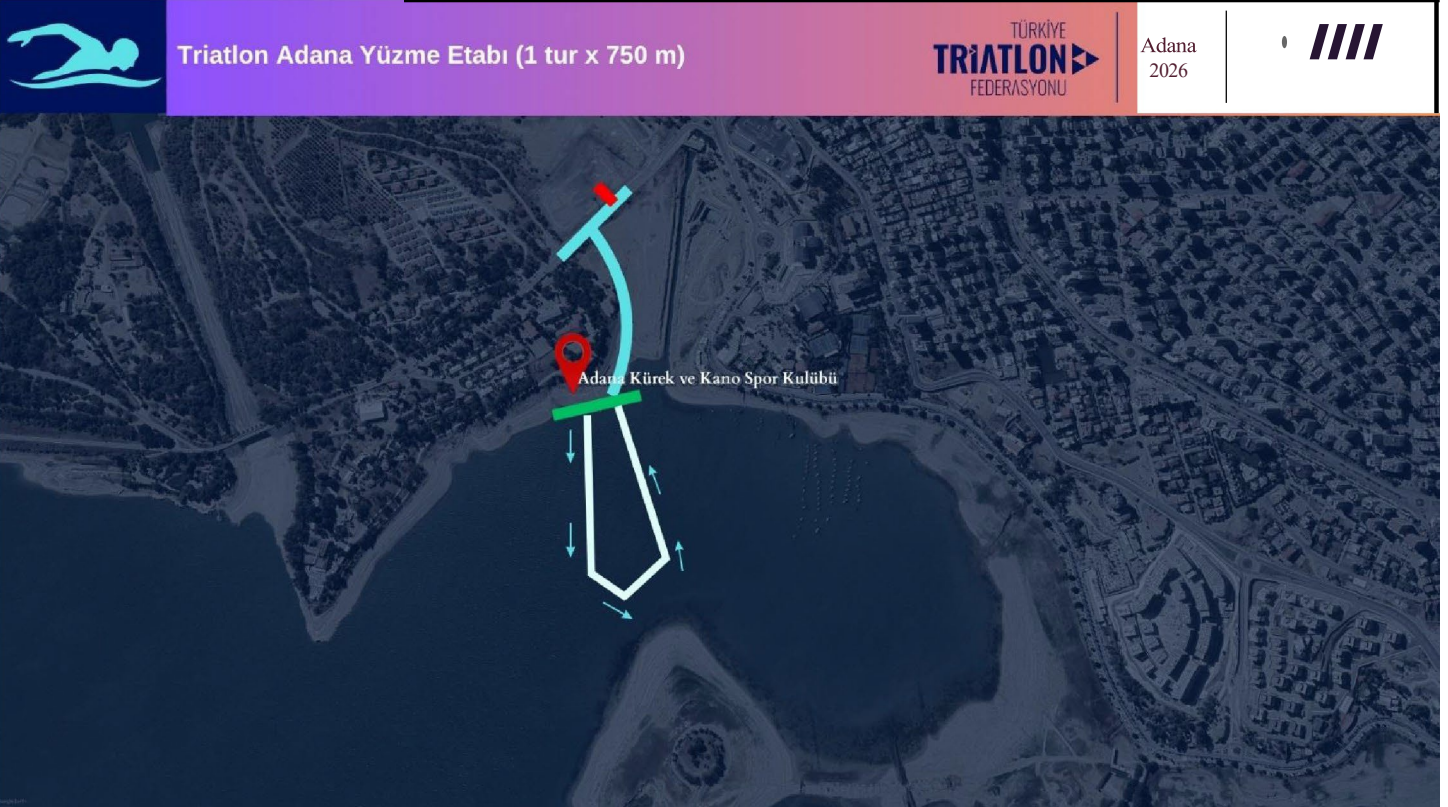 Triatlon Adana Yüzme Etabı (1 tur x 750 m)
TÜRKİYE
TRIATLON
FEDERASYONU
Adana
2026
Adana Kürek ve Kano Spor Kulübü